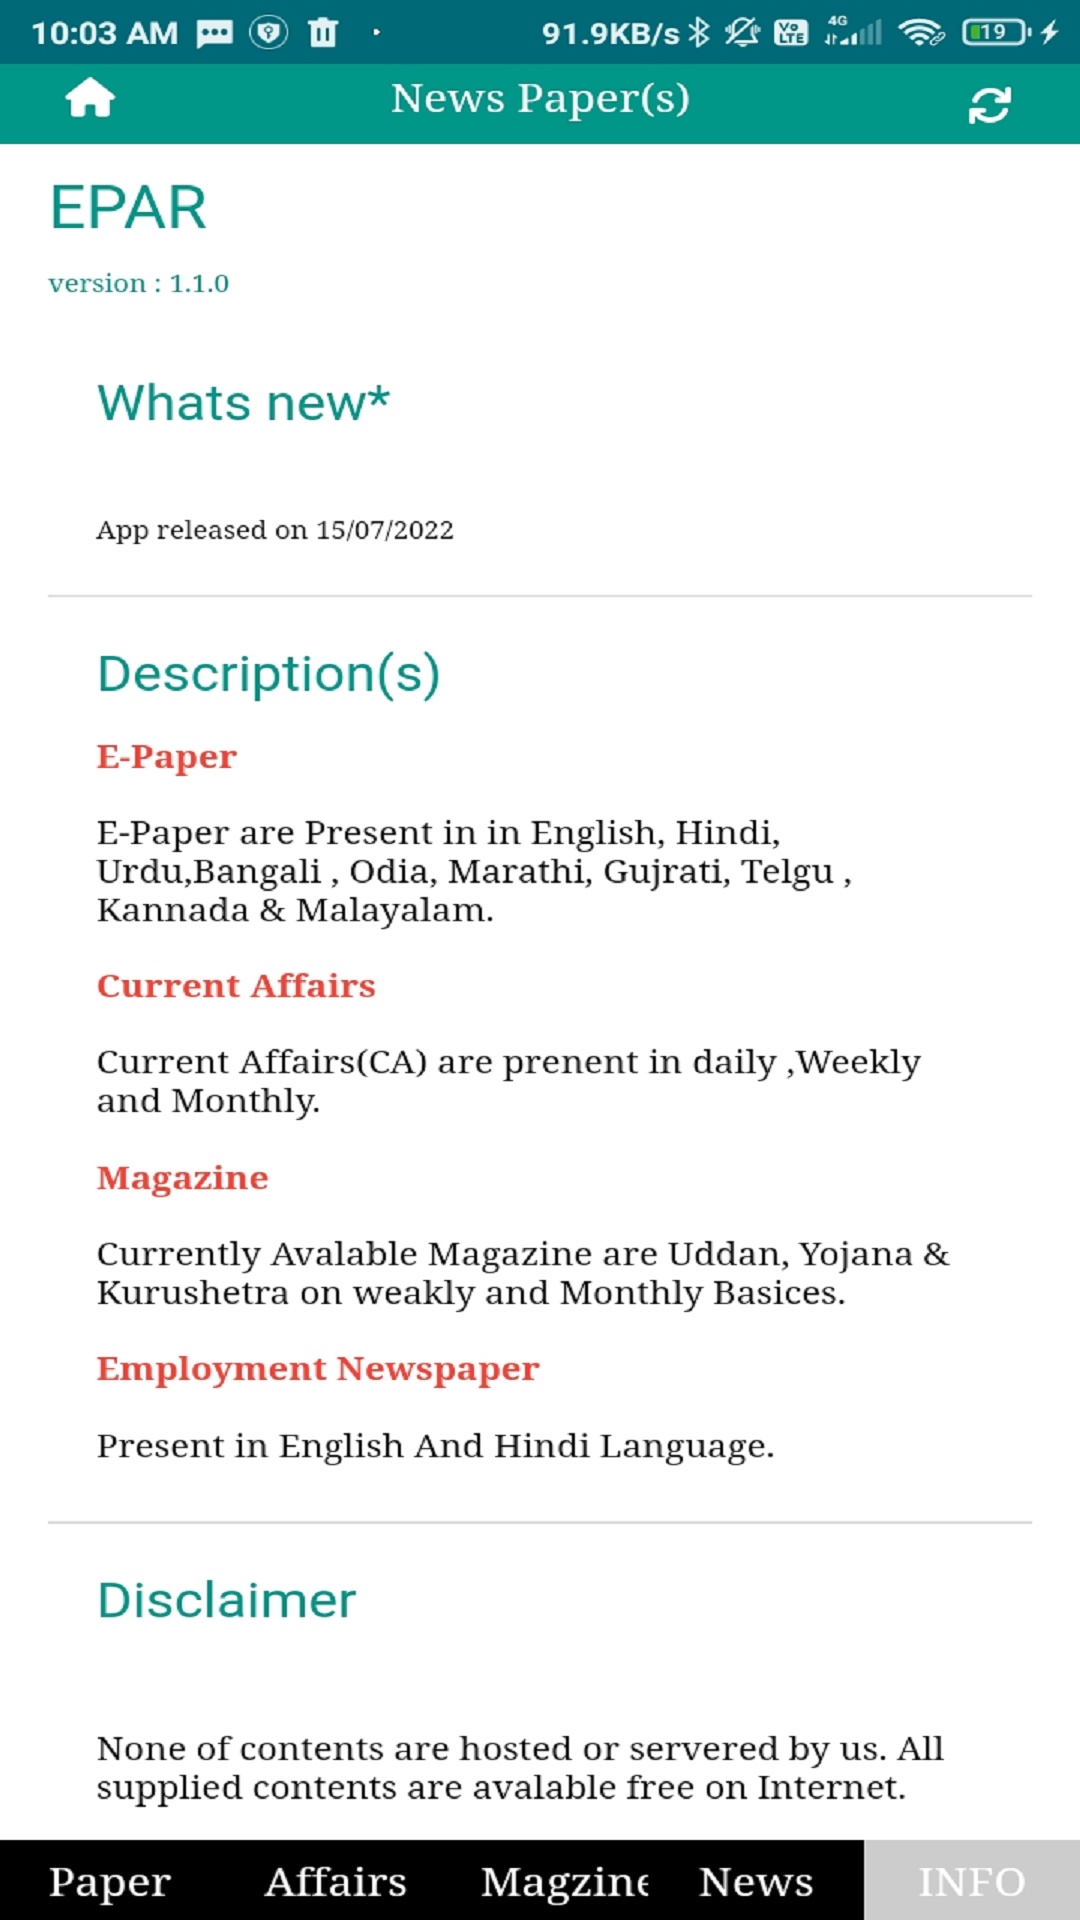 10:03 AM 91.9KB/s 4G Vo LTE 19
News Paper(s)
EPAR
version : 1.1.0
Whats new*
App released on 15/07/2022
Description(s)
E-Paper
E-Paper are Present in in English, Hindi,
Urdu,Bangali , Odia, Marathi, Gujrati, Telgu ,
Kannada & Malayalam.
Current Affairs
Current Affairs(CA) are prenent in daily ,Weekly
and Monthly.
Magazine
Currently Avalable Magazine are Uddan, Yojana &
Kurushetra on weakly and Monthly Basices.
Employment Newspaper
Present in English And Hindi Language.
Disclaimer
None of contents are hosted or servered by us. All
supplied contents are avalable free on Internet.
Paper Affairs Magzine News INFO